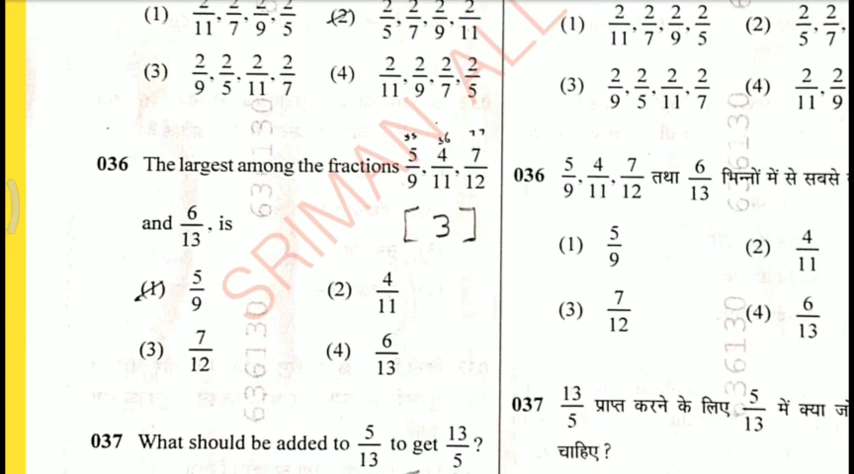 (1) 2/11, 2/7, 2/9, 2/5 (2) 2/5, 2/7, 2/9, 2/11
(3) 2/9, 2/5, 2/11, 2/7 (4) 2/11, 2/9, 2/7, 2/5
036 The largest among the fractions 5/9, 4/11, 7/12
and 6/13, is [3]
(1) 5/9 (2) 4/11
(3) 7/12 (4) 6/13
037 What should be added to 5/13 to get 13/5?
(1) 2/11, 2/7, 2/9, 2/5 (2) 2/5, 2/7,
(3) 2/9, 2/5, 2/11, 2/7 (4) 2/11, 2/9
036 5/9, 4/11, 7/12 तथा 6/13 भिन्नों में से सबसे
(1) 5/9 (2) 4/11
(3) 7/12 (4) 6/13
037 13/5 प्राप्त करने के लिए 5/13 में क्या
चाहिए ?
SRIMAN ALL
636130
636130
636130
636130